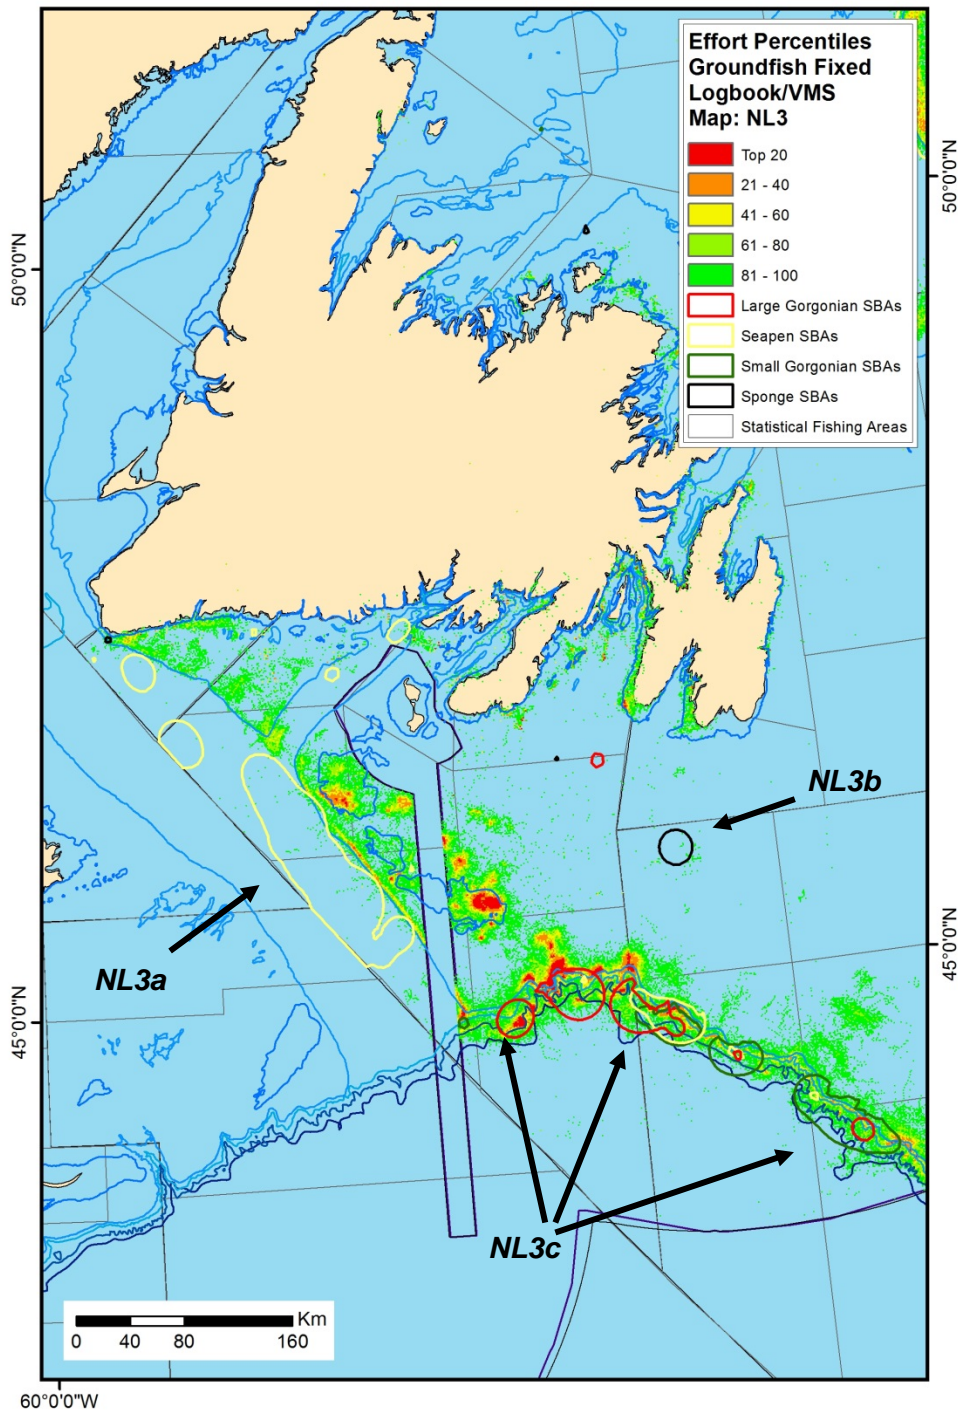 Effort Percentiles
Groundfish Fixed
Logbook/VMS
Map: NL3
Top 20
21 - 40
41 - 60
61 - 80
81 - 100
Large Gorgonian SBAs
Seapen SBAs
Small Gorgonian SBAs
Sponge SBAs
Statistical Fishing Areas
50°0'0"N
50°0'0"N
NL3b
NL3a
45°0'0"N
45°0'0"N
NL3c
Km
0 40 80 160
60°0'0"W